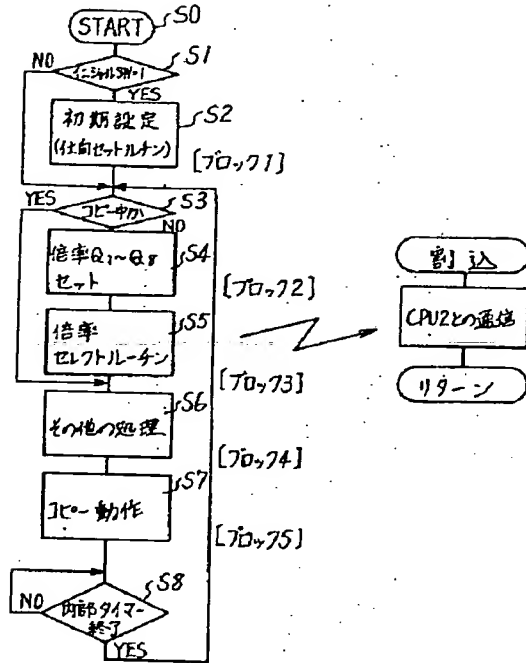 START
S0
S1
NO
イニシャルSW=1
YES
S2
初期設定
(仕向セットルチン)
[ブロック1]
YES
S3
コピー中か
NO
S4
倍率Q1~Q8
セット
[ブロック2]
S5
倍率
セレクトルーチン
[ブロック3]
S6
その他の処理
[ブロック4]
S7
コピー動作
[ブロック5]
S8
NO
内部タイマー
終了
YES
割込
CPU2との通信
リターン